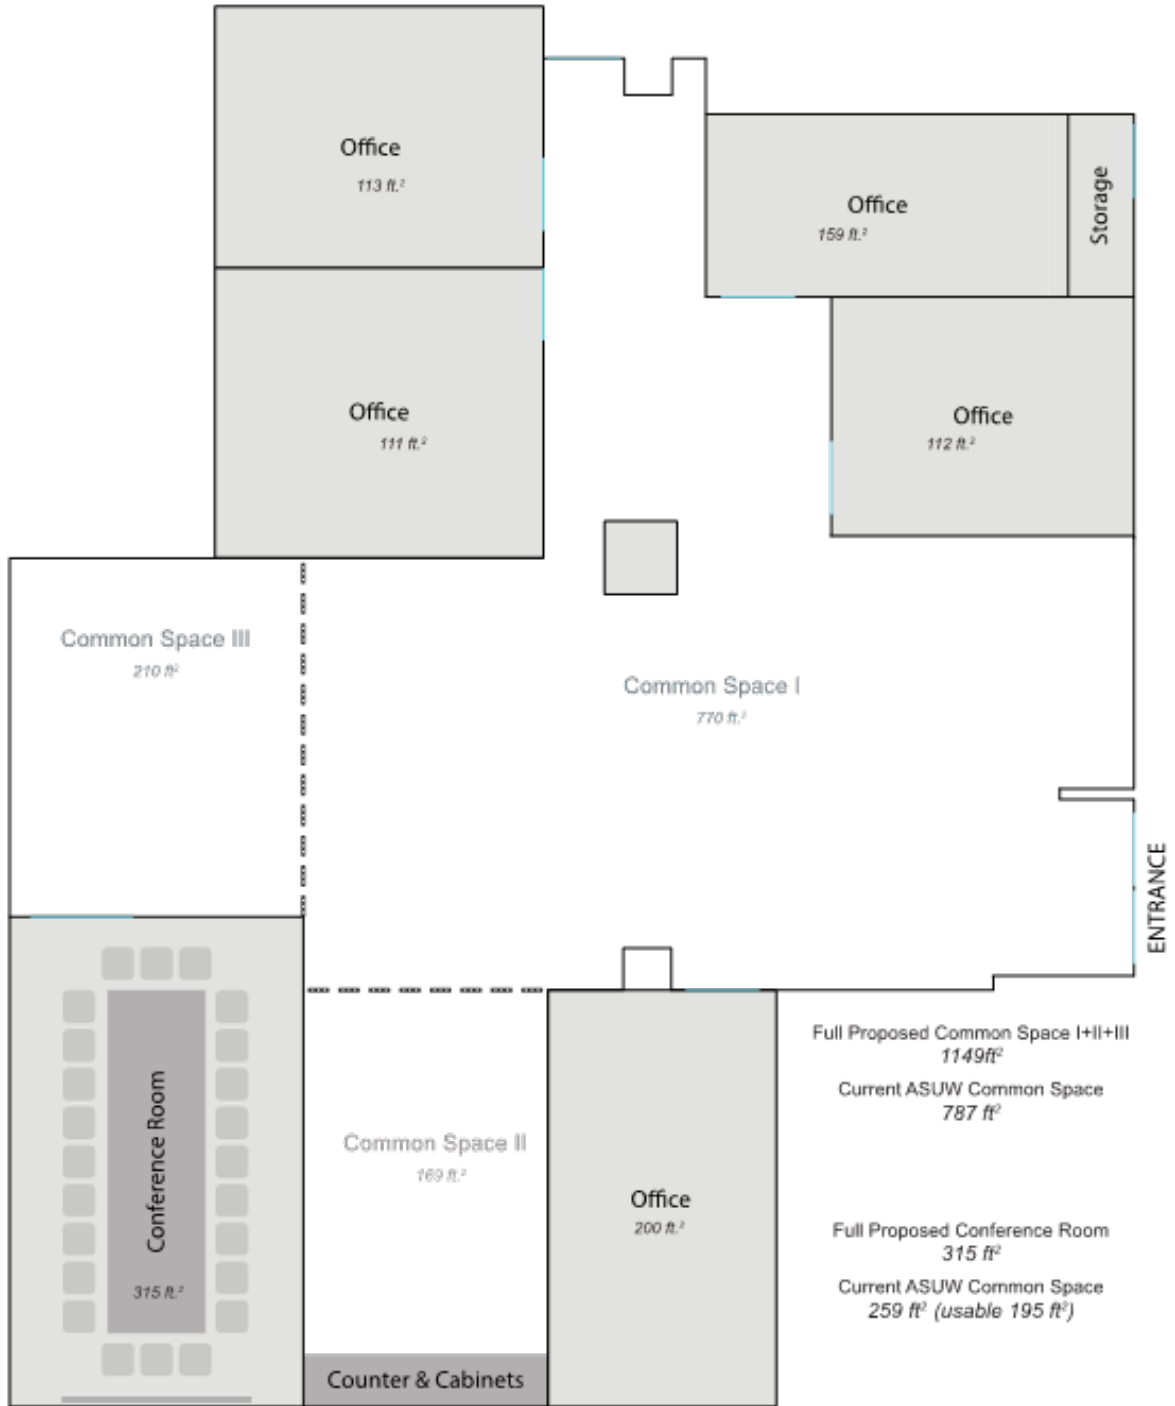 Office
113 ft.²
Office
159 ft.²
Storage
Office
111 ft.²
Office
112 ft.²
Common Space III
210 ft²
Common Space I
770 ft.²
ENTRANCE
Conference Room
315 ft.²
Common Space II
169 ft.²
Counter & Cabinets
Office
200 ft.²
Full Proposed Common Space I+II+III
1149ft²
Current ASUW Common Space
787 ft²
Full Proposed Conference Room
315 ft²
Current ASUW Common Space
259 ft² (usable 195 ft²)